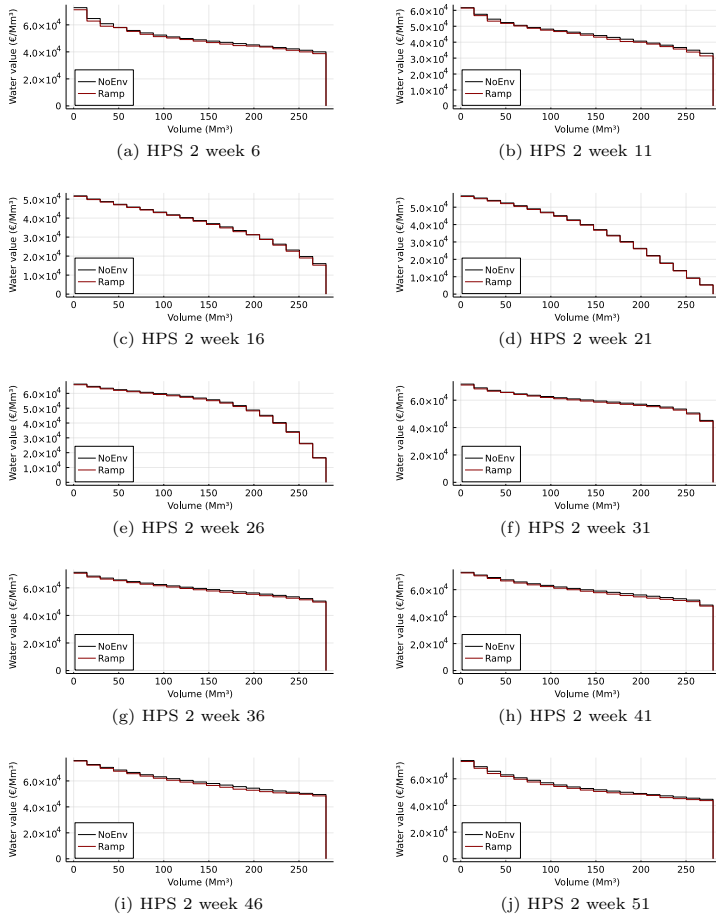 Water value (€/Mm³)
6.0×10⁴
4.0×10⁴
2.0×10⁴
0
NoEnv
Ramp
0 50 100 150 200 250
Volume (Mm³)
(a) HPS 2 week 6
Water value (€/Mm³)
6.0×10⁴
5.0×10⁴
4.0×10⁴
3.0×10⁴
2.0×10⁴
1.0×10⁴
0
NoEnv
Ramp
0 50 100 150 200 250
Volume (Mm³)
(b) HPS 2 week 11
Water value (€/Mm³)
5.0×10⁴
4.0×10⁴
3.0×10⁴
2.0×10⁴
1.0×10⁴
0
NoEnv
Ramp
0 50 100 150 200 250
Volume (Mm³)
(c) HPS 2 week 16
Water value (€/Mm³)
5.0×10⁴
4.0×10⁴
3.0×10⁴
2.0×10⁴
1.0×10⁴
0
NoEnv
Ramp
0 50 100 150 200 250
Volume (Mm³)
(d) HPS 2 week 21
Water value (€/Mm³)
6.0×10⁴
5.0×10⁴
4.0×10⁴
3.0×10⁴
2.0×10⁴
1.0×10⁴
0
NoEnv
Ramp
0 50 100 150 200 250
Volume (Mm³)
(e) HPS 2 week 26
Water value (€/Mm³)
6.0×10⁴
4.0×10⁴
2.0×10⁴
0
NoEnv
Ramp
0 50 100 150 200 250
Volume (Mm³)
(f) HPS 2 week 31
Water value (€/Mm³)
6.0×10⁴
4.0×10⁴
2.0×10⁴
0
NoEnv
Ramp
0 50 100 150 200 250
Volume (Mm³)
(g) HPS 2 week 36
Water value (€/Mm³)
6.0×10⁴
4.0×10⁴
2.0×10⁴
0
NoEnv
Ramp
0 50 100 150 200 250
Volume (Mm³)
(h) HPS 2 week 41
Water value (€/Mm³)
6.0×10⁴
4.0×10⁴
2.0×10⁴
0
NoEnv
Ramp
0 50 100 150 200 250
Volume (Mm³)
(i) HPS 2 week 46
Water value (€/Mm³)
6.0×10⁴
4.0×10⁴
2.0×10⁴
0
NoEnv
Ramp
0 50 100 150 200 250
Volume (Mm³)
(j) HPS 2 week 51